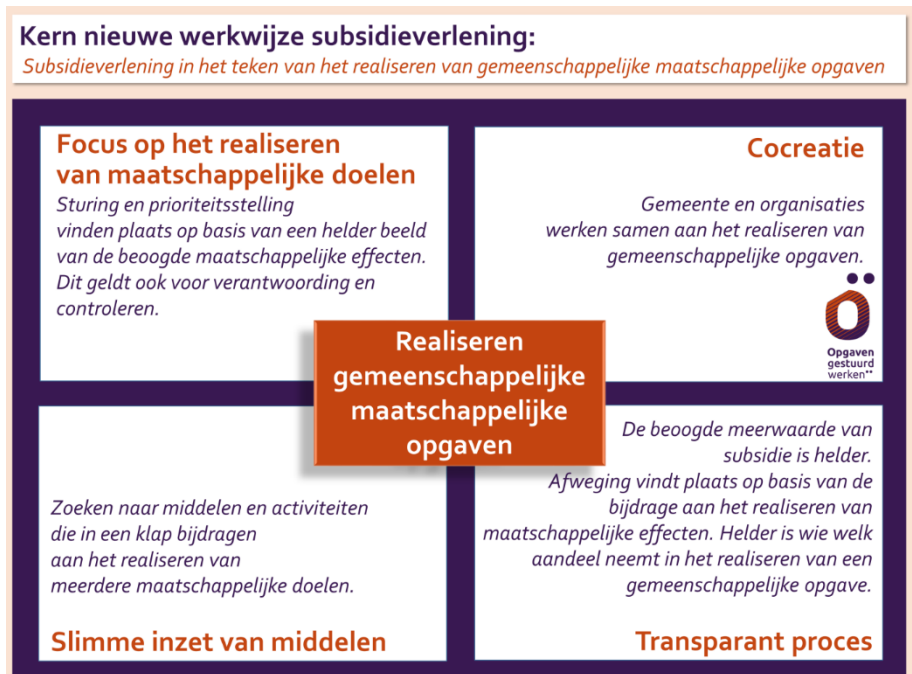 Kern nieuwe werkwijze subsidieverlening:
Subsidieverlening in het teken van het realiseren van gemeenschappelijke maatschappelijke opgaven
Focus op het realiseren
van maatschappelijke doelen
Sturing en prioriteitsstelling
vinden plaats op basis van een helder beeld
van de beoogde maatschappelijke effecten.
Dit geldt ook voor verantwoording en
controleren.
Cocreatie
Gemeente en organisaties
werken samen aan het realiseren van
gemeenschappelijke opgaven.
Opgaven
gestuurd
werken••
Realiseren
gemeenschappelijke
maatschappelijke
opgaven
Zoeken naar middelen en activiteiten
die in een klap bijdragen
aan het realiseren van
meerdere maatschappelijke doelen.
Slimme inzet van middelen
De beoogde meerwaarde van
subsidie is helder.
Afweging vindt plaats op basis van de
bijdrage aan het realiseren van
maatschappelijke effecten. Helder is wie welk
aandeel neemt in het realiseren van een
gemeenschappelijke opgave.
Transparant proces